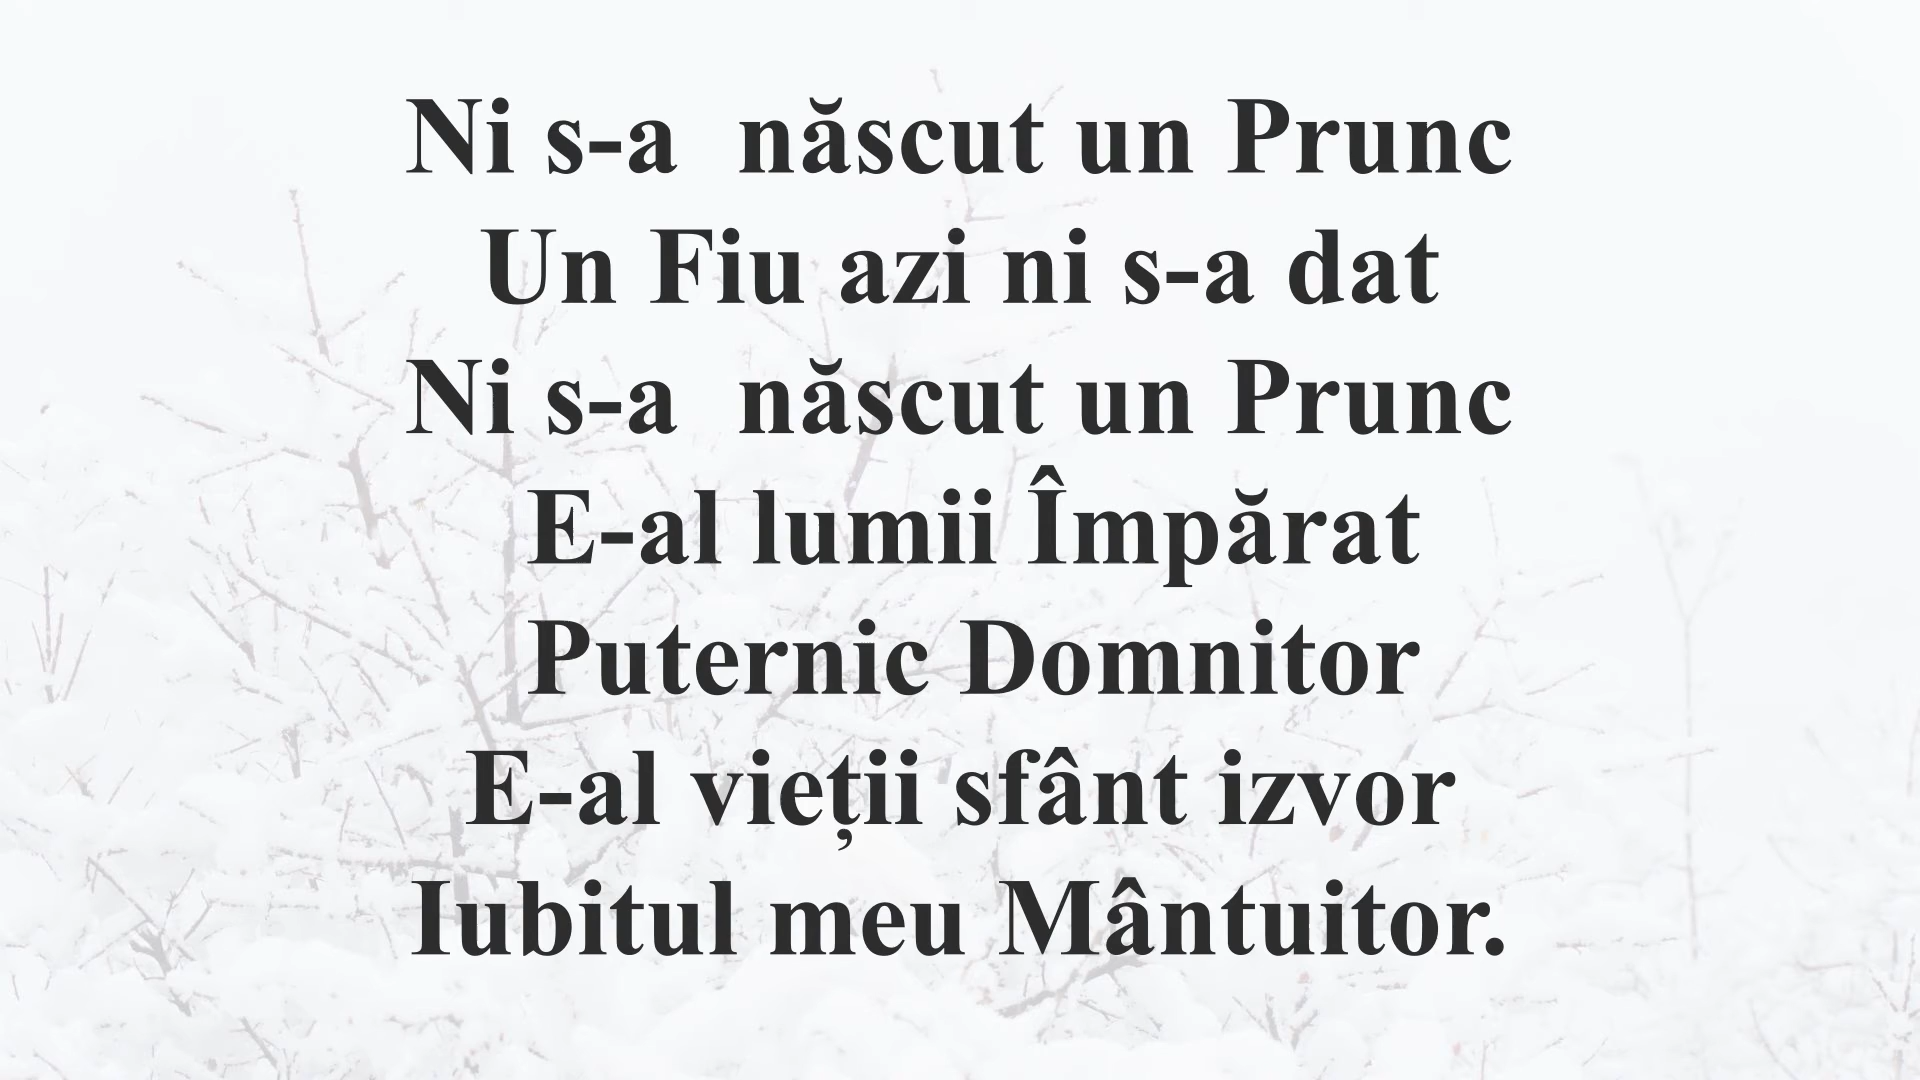 Ni s-a  născut un Prunc
Un Fiu azi ni s-a dat
Ni s-a  născut un Prunc
E-al lumii Împărat
Puternic Domnitor
E-al vieții sfânt izvor
Iubitul meu Mântuitor.